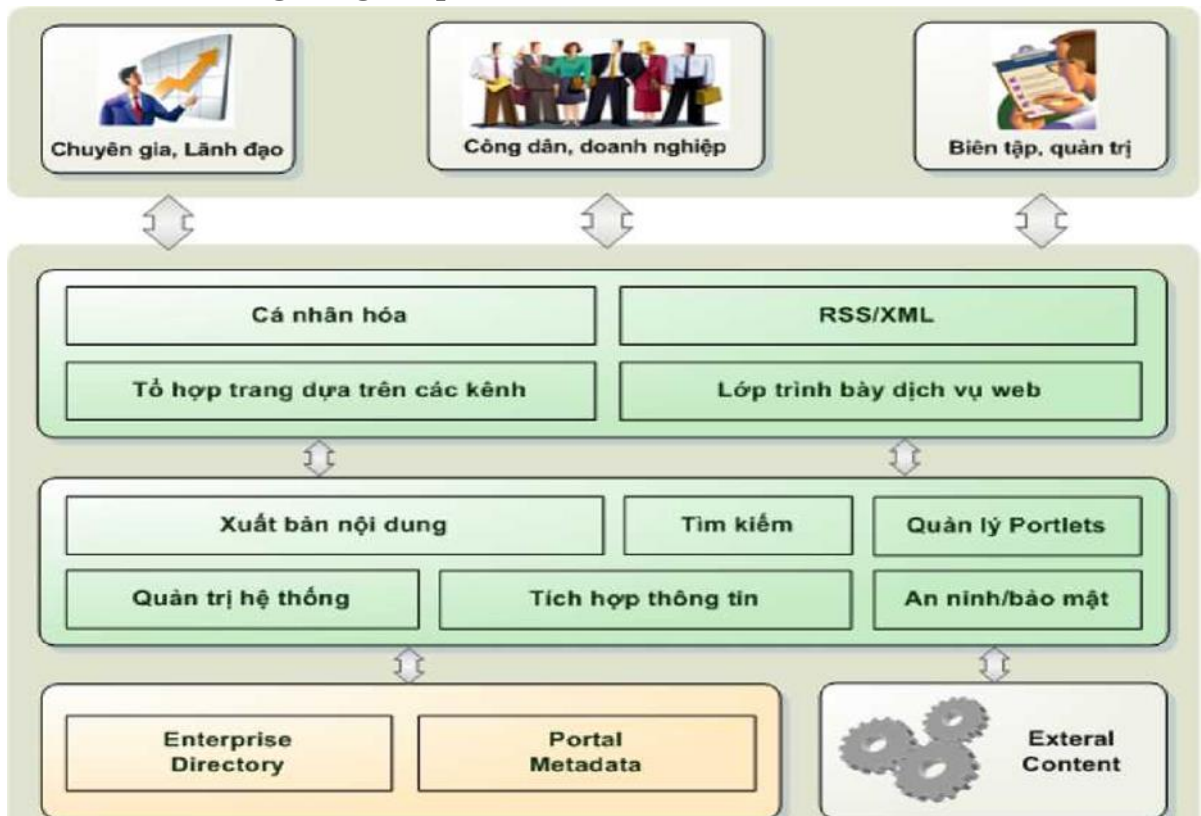 Chuyên gia, Lãnh đạo
Công dân, doanh nghiệp
Biên tập, quản trị
Cá nhân hóa
RSS/XML
Tổ hợp trang dựa trên các kênh
Lớp trình bày dịch vụ web
Xuất bản nội dung
Tìm kiếm
Quản lý Portlets
Quản trị hệ thống
Tích hợp thông tin
An ninh/bảo mật
Enterprise
Directory
Portal
Metadata
Exteral
Content